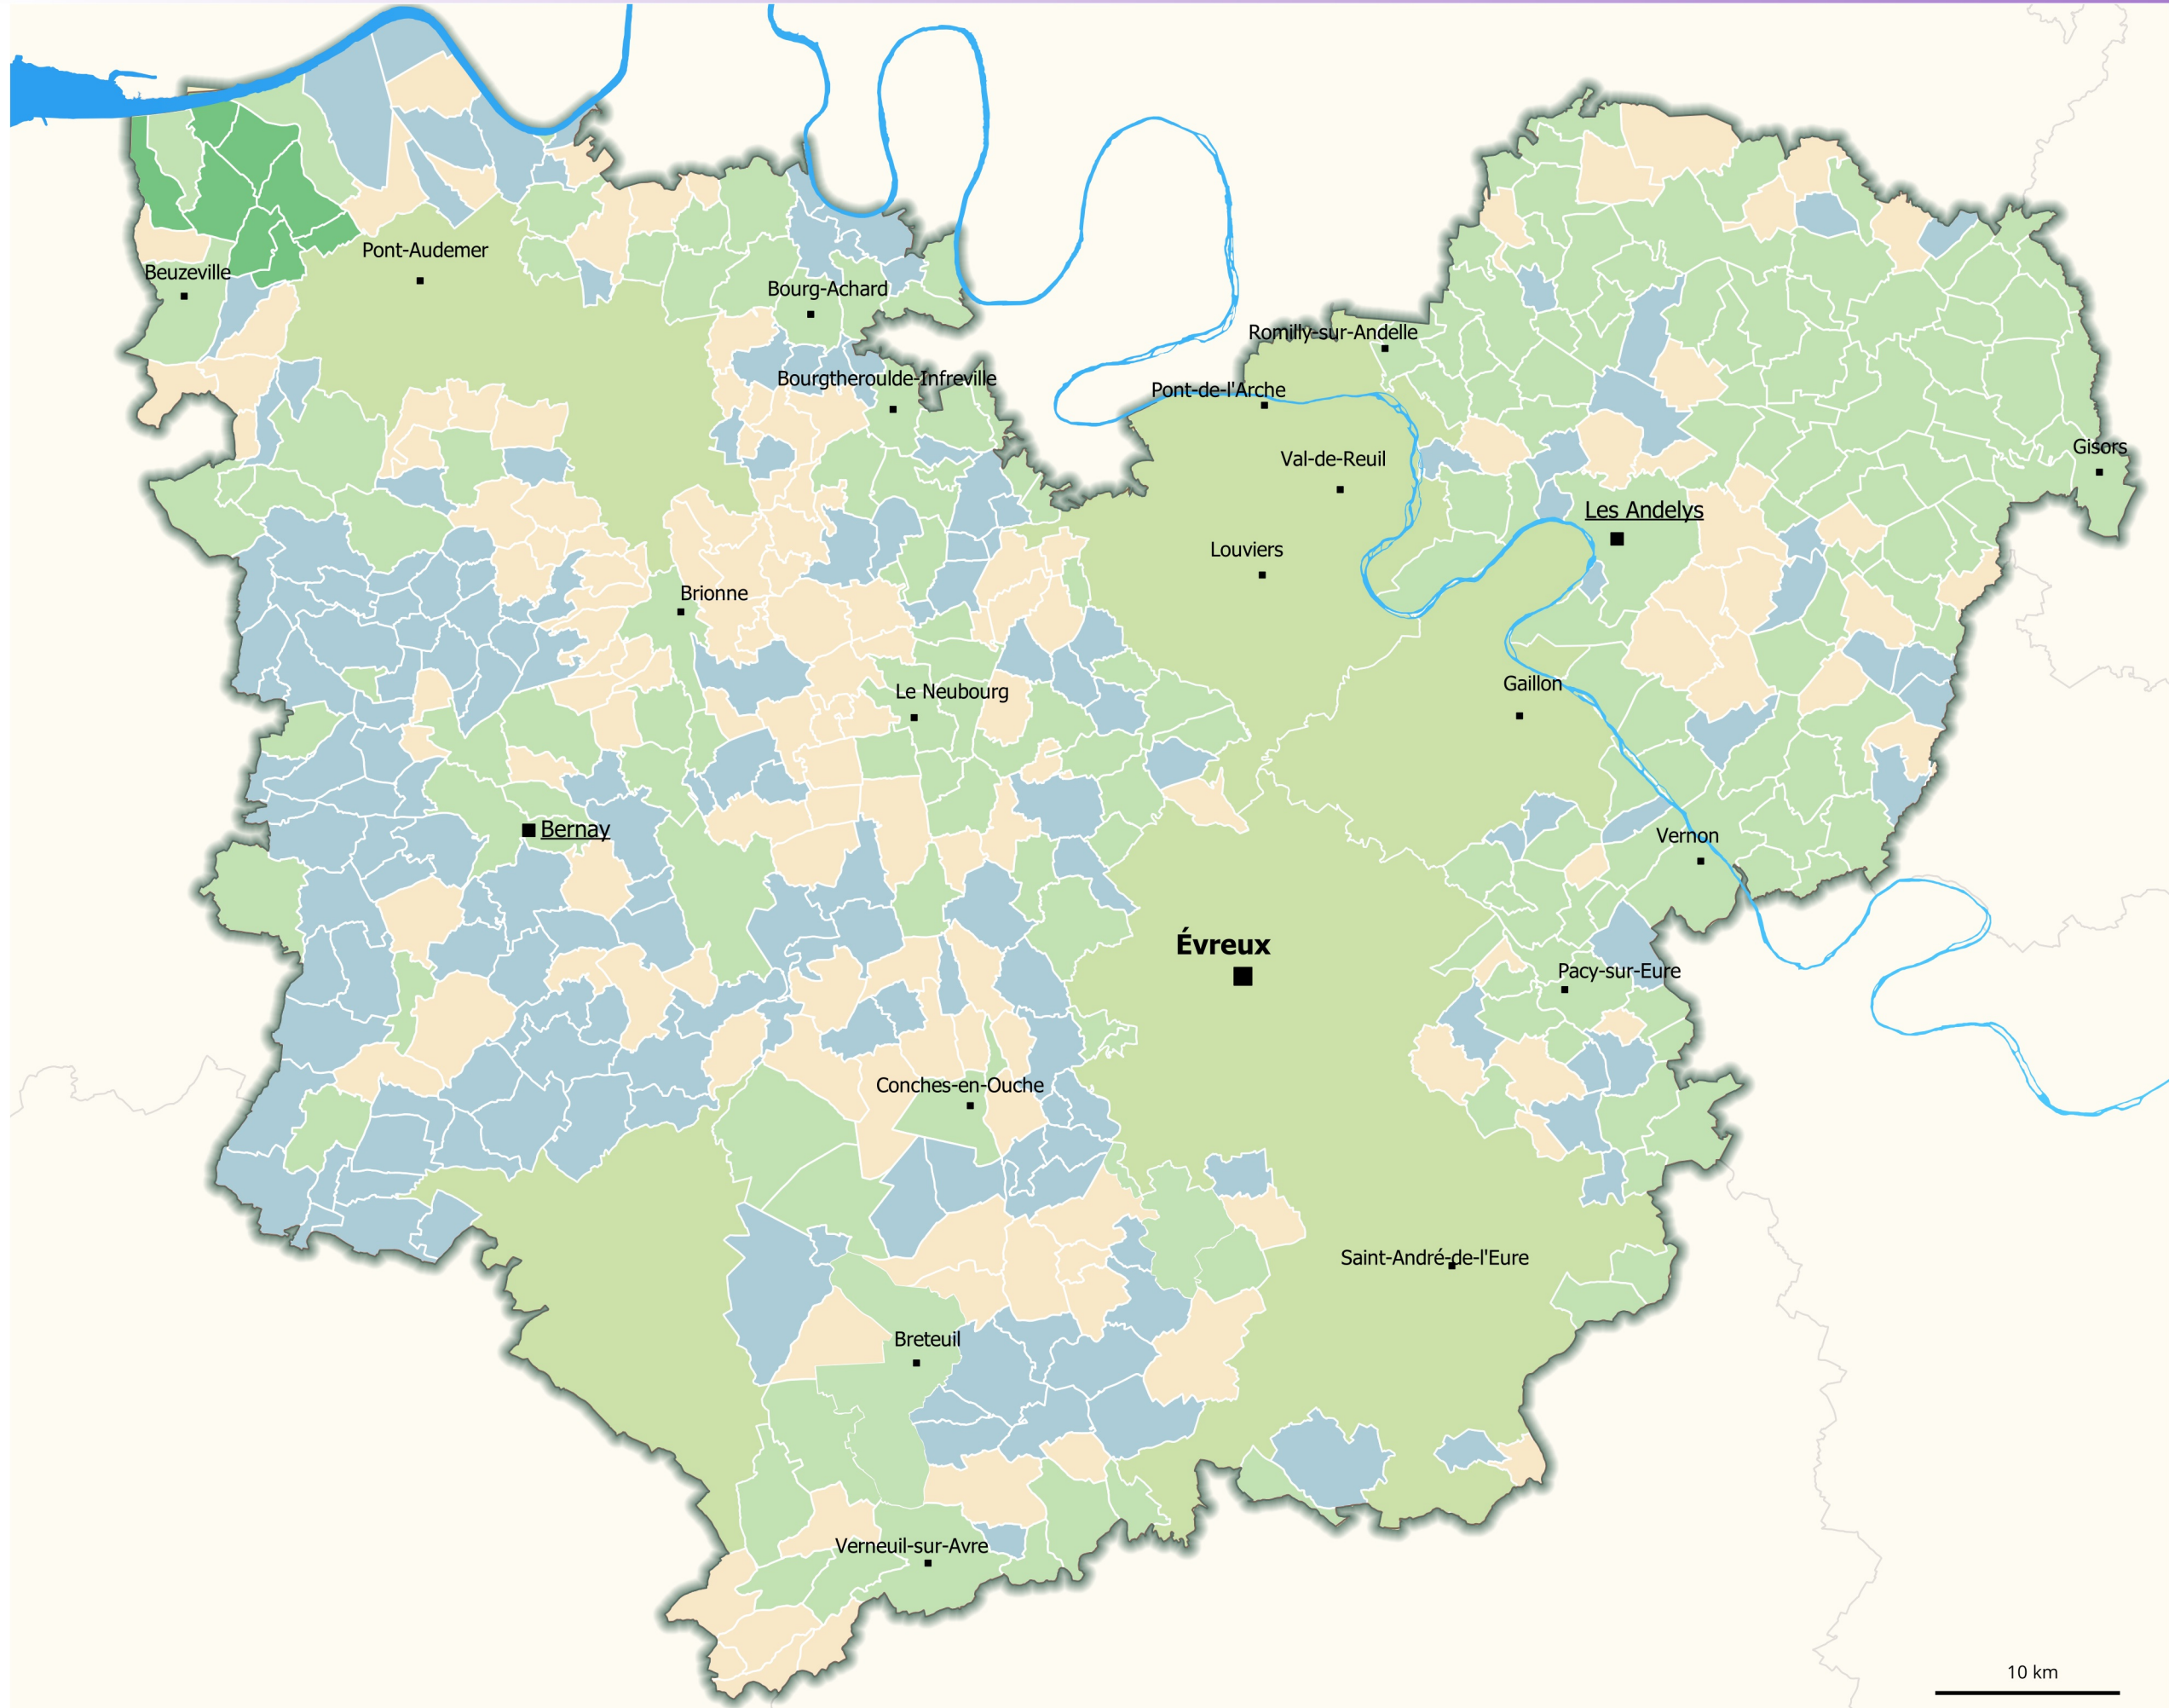 Pont-Audemer
Beuzeville
Bourg-Achard
Romilly-sur-Andelle
Bourgtheroulde-Infreville
Pont-de-l'Arche
Gisors
Val-de-Reuil
Les Andelys
Louviers
Brionne
Gaillon
Le Neubourg
Bernay
Vernon
Évreux
Pacy-sur-Eure
Conches-en-Ouche
Saint-André-de-l'Eure
Breteuil
Verneuil-sur-Avre
10 km